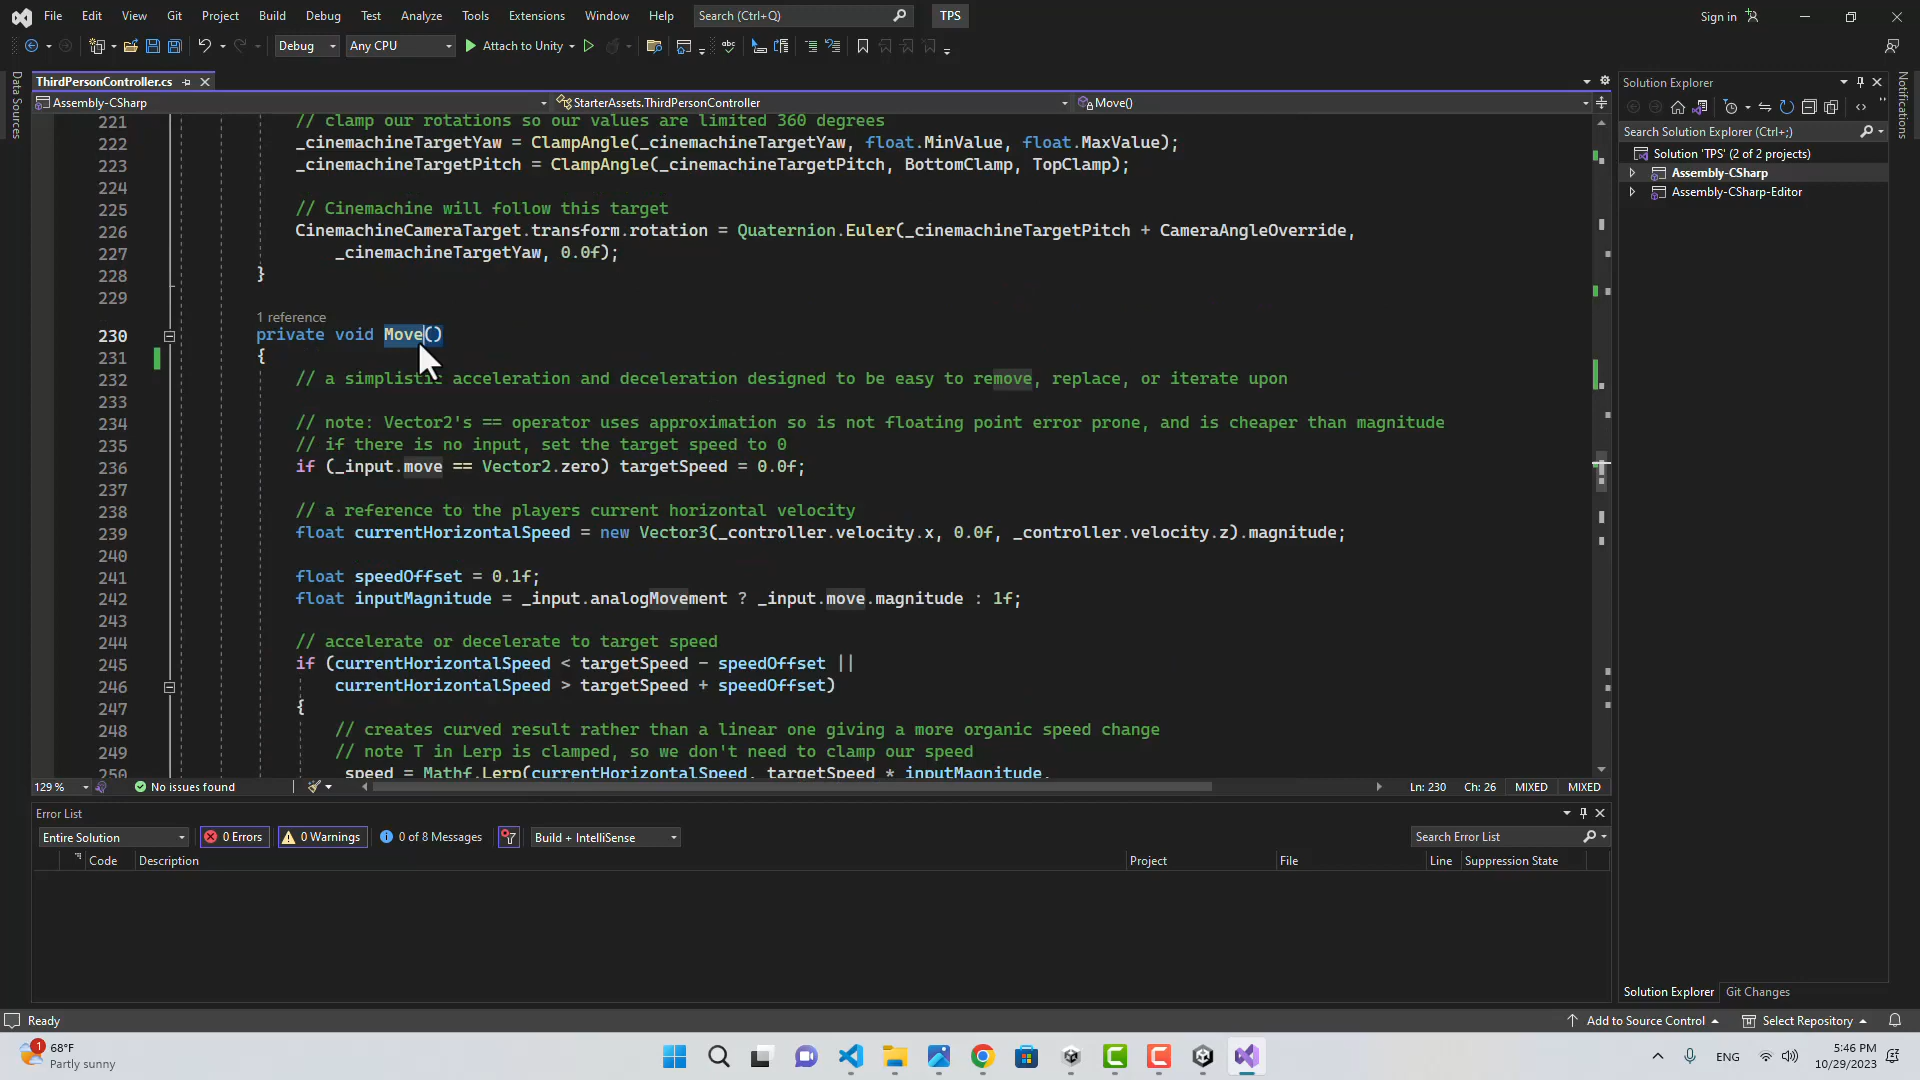 File Edit View Git Project Build Debug Test Analyze Tools Extensions Window Help Search (Ctrl+Q) TPS Sign in
Debug Any CPU Attach to Unity
Data Sources
ThirdPersonController.cs
Assembly-CSharp StarterAssets.ThirdPersonController Move()
221 // clamp our rotations so our values are limited 360 degrees
222 _cinemachineTargetYaw = ClampAngle(_cinemachineTargetYaw, float.MinValue, float.MaxValue);
223 _cinemachineTargetPitch = ClampAngle(_cinemachineTargetPitch, BottomClamp, TopClamp);
224
225 // Cinemachine will follow this target
226 CinemachineCameraTarget.transform.rotation = Quaternion.Euler(_cinemachineTargetPitch + CameraAngleOverride,
227 _cinemachineTargetYaw, 0.0f);
228 }
229
1 reference
230 private void Move()
231 {
232 // a simplistic acceleration and deceleration designed to be easy to remove, replace, or iterate upon
233
234 // note: Vector2's == operator uses approximation so is not floating point error prone, and is cheaper than magnitude
235 // if there is no input, set the target speed to 0
236 if (_input.move == Vector2.zero) targetSpeed = 0.0f;
237
238 // a reference to the players current horizontal velocity
239 float currentHorizontalSpeed = new Vector3(_controller.velocity.x, 0.0f, _controller.velocity.z).magnitude;
240
241 float speedOffset = 0.1f;
242 float inputMagnitude = _input.analogMovement ? _input.move.magnitude : 1f;
243
244 // accelerate or decelerate to target speed
245 if (currentHorizontalSpeed < targetSpeed - speedOffset ||
246 currentHorizontalSpeed > targetSpeed + speedOffset)
247 {
248 // creates curved result rather than a linear one giving a more organic speed change
249 // note T in Lerp is clamped, so we don't need to clamp our speed
250 _speed = Mathf.Lerp(currentHorizontalSpeed, targetSpeed * inputMagnitude,
129 % No issues found Ln: 230 Ch: 26 MIXED MIXED
Error List
Entire Solution 0 Errors 0 Warnings 0 of 8 Messages Build + IntelliSense Search Error List
Code Description Project File Line Suppression State
Solution Explorer
Search Solution Explorer (Ctrl+;)
Solution 'TPS' (2 of 2 projects)
Assembly-CSharp
Assembly-CSharp-Editor
Solution Explorer Git Changes
Notifications
Ready Add to Source Control Select Repository
1 68°F
Partly sunny
ENG
5:46 PM
10/29/2023